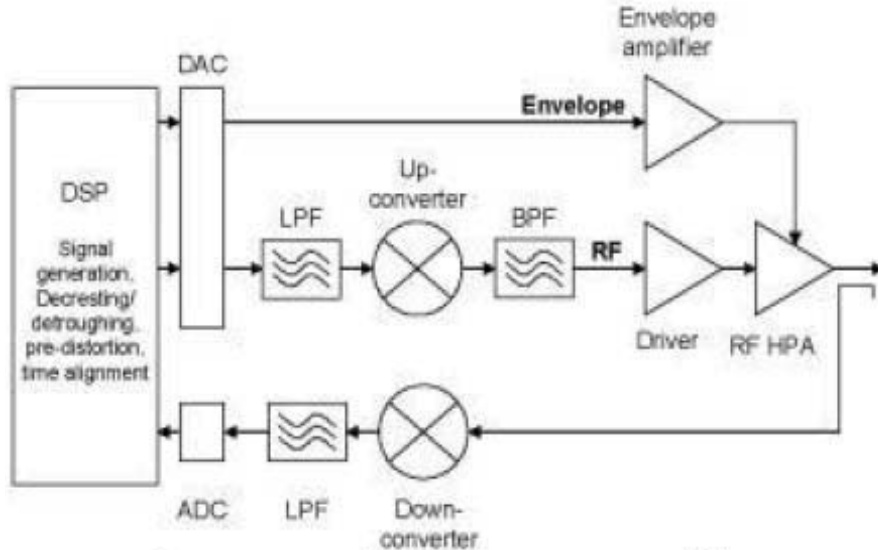 Envelope
amplifier
DAC
Envelope
DSP
Signal
generation,
Decresting/
detroughing,
pre-distortion,
time alignment
LPF
Up-
converter
BPF
RF
Driver
RF HPA
ADC
LPF
Down-
converter